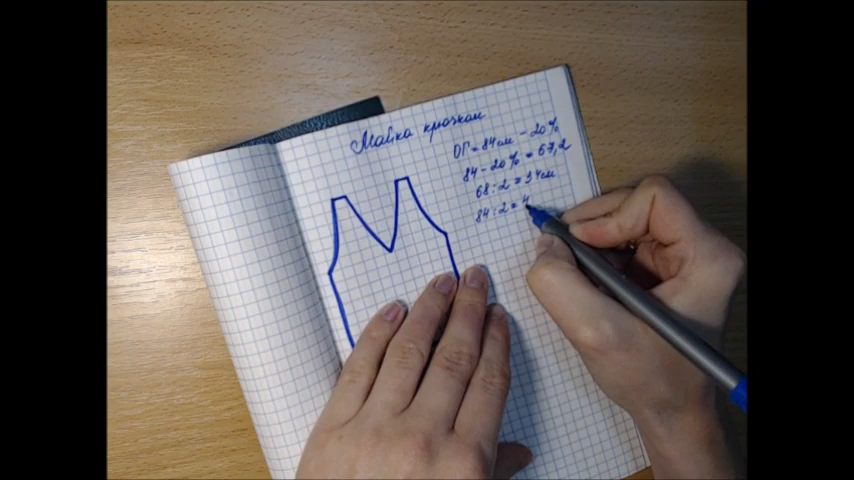 Майка крючком
ОГ = 84 см - 20%
84 - 20% = 67,2
68 : 2 = 34 см
84 : 2 = 4